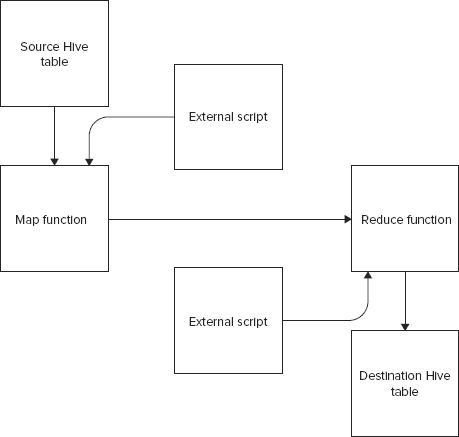 Source Hive
table
External script
Map function
Reduce function
External script
Destination Hive
table